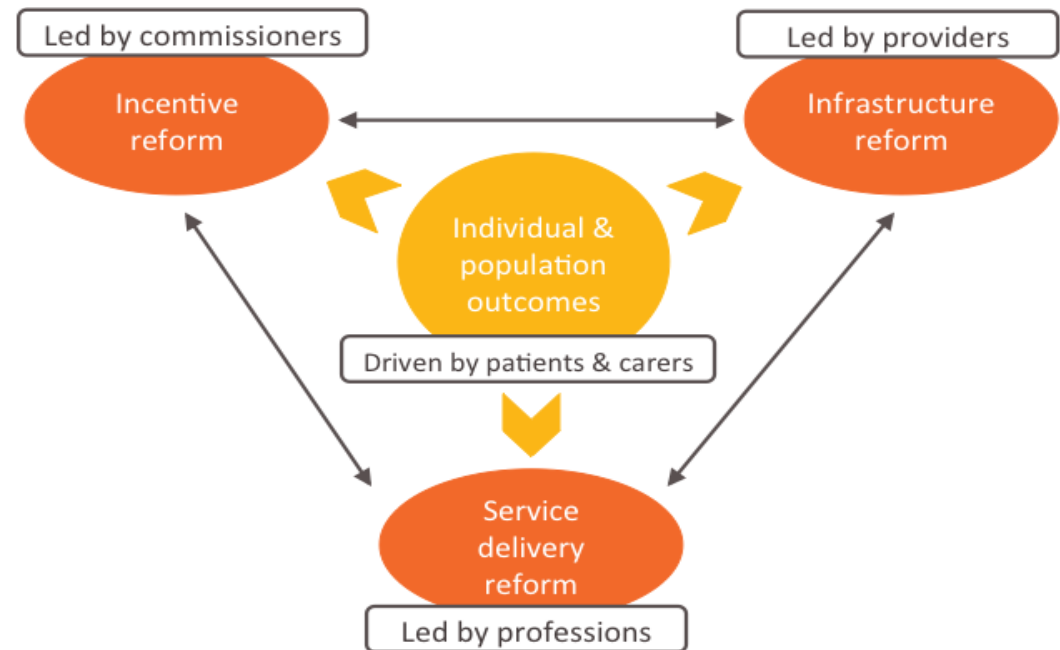 Led by commissioners
Incentive
reform
Led by providers
Infrastructure
reform
Individual &
population
outcomes
Driven by patients & carers
Service
delivery
reform
Led by professions